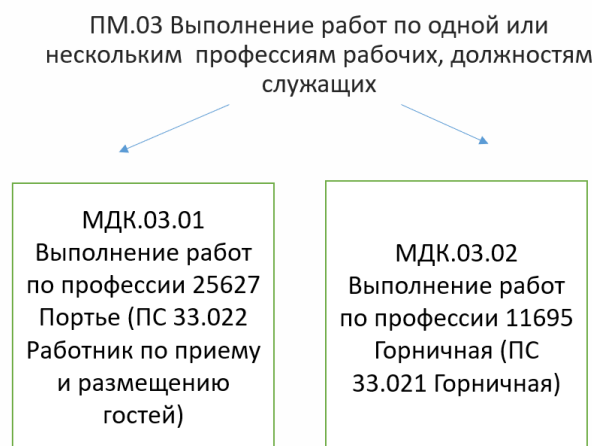 ПМ.03 Выполнение работ по одной или
нескольким профессиям рабочих, должностям
служащих
МДК.03.01
Выполнение работ
по профессии 25627
Портье (ПС 33.022
Работник по приему
и размещению
гостей)
МДК.03.02
Выполнение работ
по профессии 11695
Горничная (ПС
33.021 Горничная)